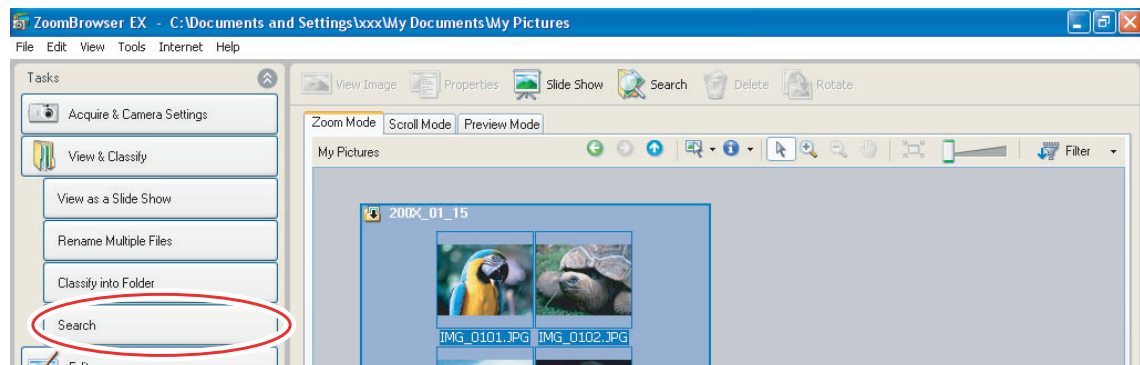 ZoomBrowser EX - C:\Documents and Settings\xxx\My Documents\My Pictures
File Edit View Tools Internet Help
Tasks
View Image Properties Slide Show Search Delete Rotate
Acquire & Camera Settings
Zoom Mode Scroll Mode Preview Mode
View & Classify
My Pictures Filter
View as a Slide Show
200X_01_15
Rename Multiple Files
Classify into Folder
Search
IMG_0101.JPG IMG_0102.JPG